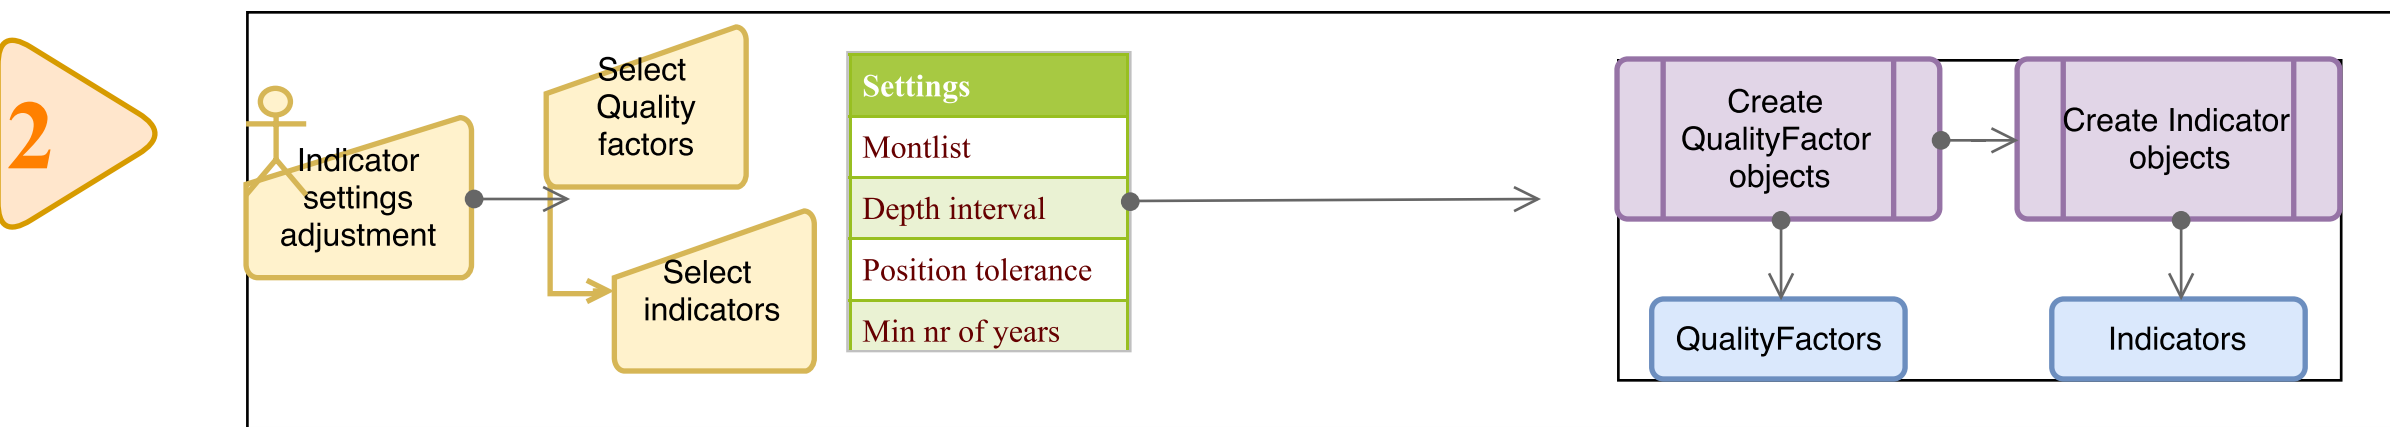 2
Indicator
settings
adjustment
Select
Quality
factors
Select
indicators
Settings
Montlist
Depth interval
Position tolerance
Min nr of years
Create
QualityFactor
objects
Create Indicator
objects
QualityFactors
Indicators